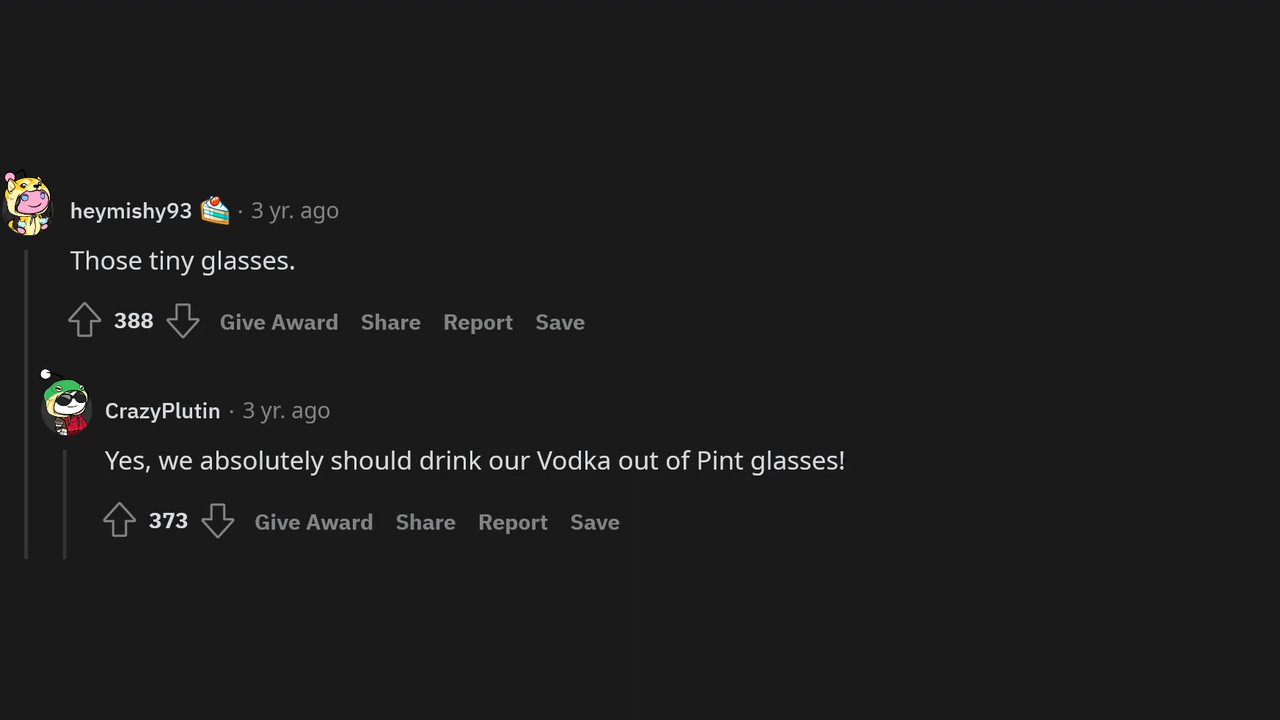 heymishy93 🍰 · 3 yr. ago
Those tiny glasses.
388 Give Award Share Report Save
CrazyPlutin · 3 yr. ago
Yes, we absolutely should drink our Vodka out of Pint glasses!
373 Give Award Share Report Save